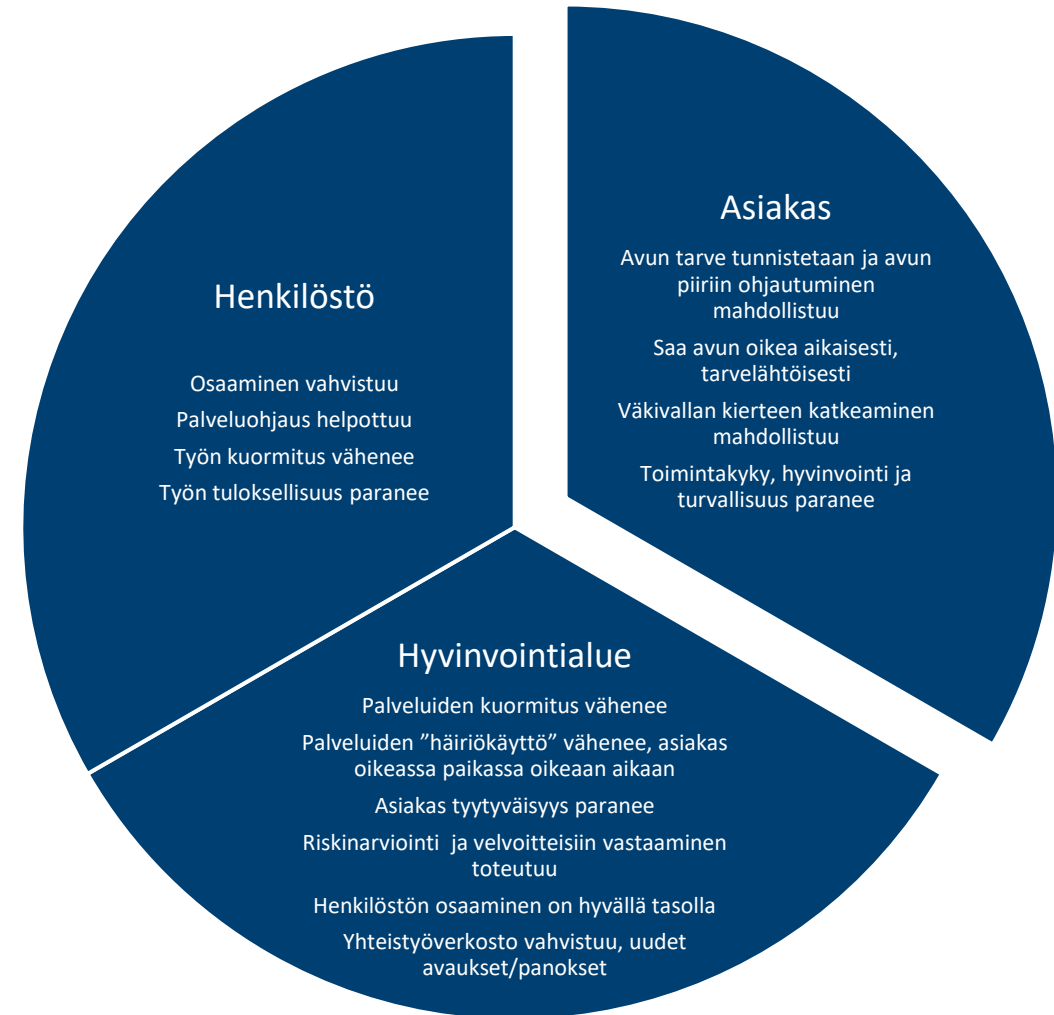 Asiakas
Avun tarve tunnistetaan ja avun
piiriin ohjautuminen
mahdollistuu
Saa avun oikea aikaisesti,
tarvelähtöisesti
Väkivallan kierteen katkeaminen
mahdollistuu
Toimintakyky, hyvinvointi ja
turvallisuus paranee
Henkilöstö
Osaaminen vahvistuu
Palveluohjaus helpottuu
Työn kuormitus vähenee
Työn tuloksellisuus paranee
Hyvinvointialue
Palveluiden kuormitus vähenee
Palveluiden ”häiriökäyttö” vähenee, asiakas
oikeassa paikassa oikeaan aikaan
Asiakas tyytyväisyys paranee
Riskinarviointi  ja velvoitteisiin vastaaminen
toteutuu
Henkilöstön osaaminen on hyvällä tasolla
Yhteistyöverkosto vahvistuu, uudet
avaukset/panokset